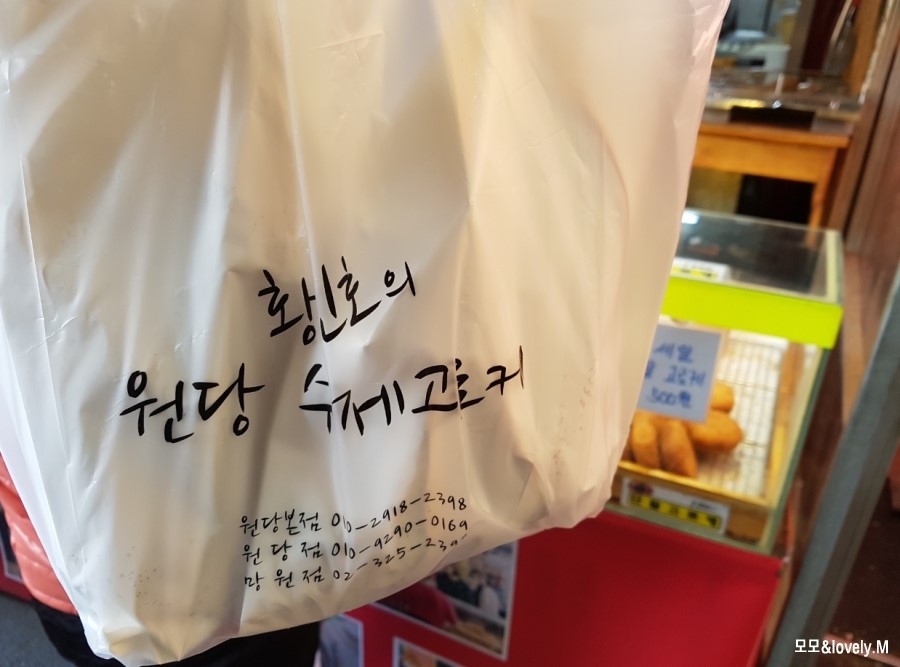 황인호의
원당 수제고로케
원당본점 010-2918-2398
원 당 점 010-9290-0169
망 원 점 02-325-239
고로케
500원
모모&lovely.M